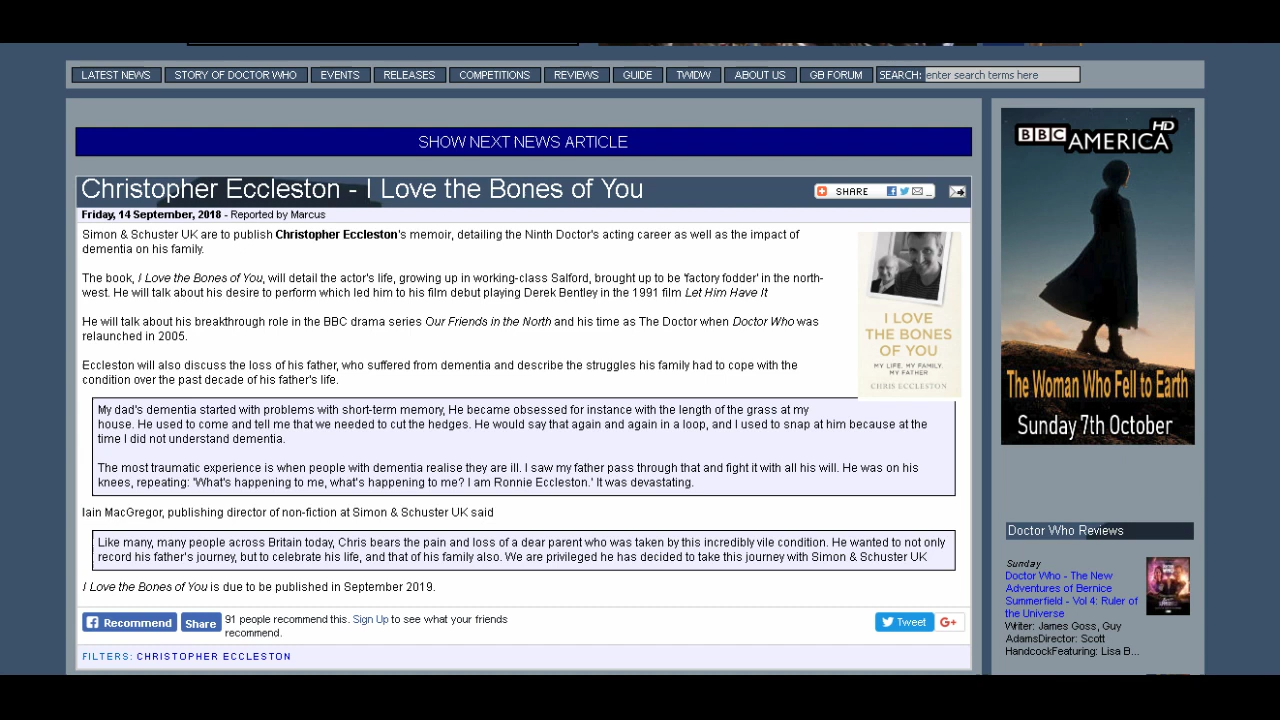 LATEST NEWS STORY OF DOCTOR WHO EVENTS RELEASES COMPETITIONS REVIEWS GUIDE TWIDW ABOUT US GB FORUM SEARCH: enter search terms here
SHOW NEXT NEWS ARTICLE
Christopher Eccleston - I Love the Bones of You
SHARE
Friday, 14 September, 2018 - Reported by Marcus
Simon & Schuster UK are to publish Christopher Eccleston's memoir, detailing the Ninth Doctor's acting career as well as the impact of
dementia on his family.
The book, I Love the Bones of You, will detail the actor's life, growing up in working-class Salford, brought up to be 'factory fodder' in the north-
west. He will talk about his desire to perform which led him to his film debut playing Derek Bentley in the 1991 film Let Him Have It
He will talk about his breakthrough role in the BBC drama series Our Friends in the North and his time as The Doctor when Doctor Who was
relaunched in 2005.
Eccleston will also discuss the loss of his father, who suffered from dementia and describe the struggles his family had to cope with the
condition over the past decade of his father's life.
I LOVE
THE BONES
OF YOU
MY LIFE, MY FAMILY,
MY FATHER
CHRIS ECCLESTON
My dad's dementia started with problems with short-term memory, He became obsessed for instance with the length of the grass at my
house. He used to come and tell me that we needed to cut the hedges. He would say that again and again in a loop, and I used to snap at him because at the
time I did not understand dementia.
The most traumatic experience is when people with dementia realise they are ill. I saw my father pass through that and fight it with all his will. He was on his
knees, repeating: 'What's happening to me, what's happening to me? I am Ronnie Eccleston.' It was devastating.
Iain MacGregor, publishing director of non-fiction at Simon & Schuster UK said
Like many, many people across Britain today, Chris bears the pain and loss of a dear parent who was taken by this incredibly vile condition. He wanted to not only
record his father's journey, but to celebrate his life, and that of his family also. We are privileged he has decided to take this journey with Simon & Schuster UK
I Love the Bones of You is due to be published in September 2019.
Recommend Share 91 people recommend this. Sign Up to see what your friends
recommend.
Tweet G+
FILTERS: CHRISTOPHER ECCLESTON
BBC AMERICA HD
The Woman Who Fell to Earth
Sunday 7th October
Doctor Who Reviews
Sunday
Doctor Who - The New
Adventures of Bernice
Summerfield - Vol 4: Ruler of
the Universe
Writer: James Goss, Guy
AdamsDirector: Scott
HandcockFeaturing: Lisa B...